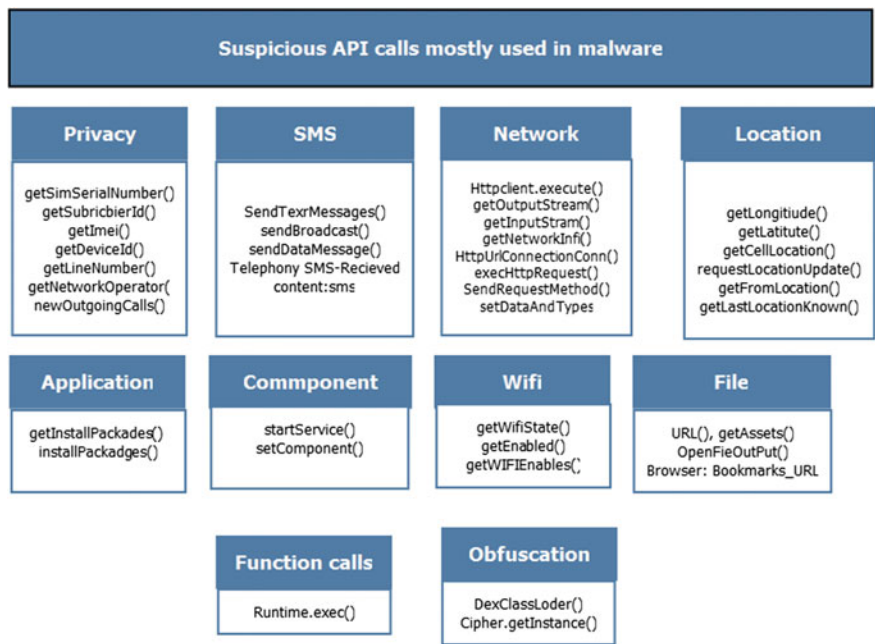 Suspicious API calls mostly used in malware
Privacy
getSimSerialNumber()
getSubricbierId()
getImei()
getDeviceId()
getLineNumber()
getNetworkOperator(
newOutgoingCalls()
SMS
SendTexrMessages()
sendBroadcast()
sendDataMessage()
Telephony SMS-Recieved
content:sms
Network
Httpclient.execute()
getOutputStream()
getInputStram()
getNetworkInfi()
HttpUrlConnectionConn()
execHttpRequest()
SendRequestMethod()
setDataAndTypes
Location
getLongitiude()
getLatitute()
getCellLocation()
requestLocationUpdate()
getFromLocation()
getLastLocationKnown()
Application
getInstallPackades()
installPackadges()
Commponent
startService()
setComponent()
Wifi
getWifiState()
getEnabled()
getWIFIEnables()
File
URL(), getAssets()
OpenFieOutPut()
Browser: Bookmarks_URL
Function calls
Runtime.exec()
Obfuscation
DexClassLoder()
Cipher.getInstance()